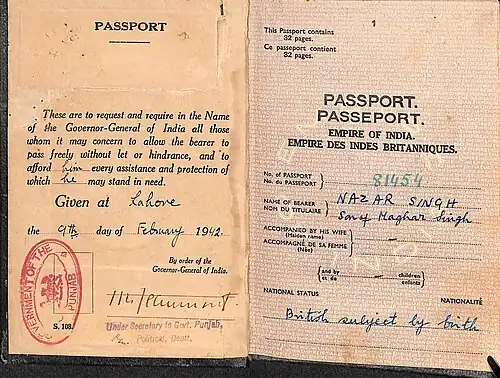 1
PASSPORT
These are to request and require in the Name
of the Governor-General of India all those
whom it may concern to allow the bearer to
pass freely without let or hindrance, and to
afford him every assistance and protection of
which he may stand in need.
Given at Lahore
the 9th day of February 1942.
By order of the
Governor-General of India.
GOVERNMENT OF THE PUNJAB
S. 108.
Under Secretary to Govt. Punjab,
Political, Deptt.
1
This Passport contains
32 pages.
Ce passeport contient
32 pages.
PASSPORT.
PASSEPORT.
EMPIRE OF INDIA.
EMPIRE DES INDES BRITANNIQUES.
No. of PASSPORT
No. du PASSEPORT
81454
NAME OF BEARER
NOM DU TITULAIRE
NAZAR SINGH
Son of Maghar Singh
ACCOMPANIED BY HIS WIFE
(Maiden name)
ACCOMPAGNÉ DE SA FEMME
(Née)
-
(and by
et de
-
children
enfants)
NATIONAL STATUS
NATIONALITÉ
British subject by birth